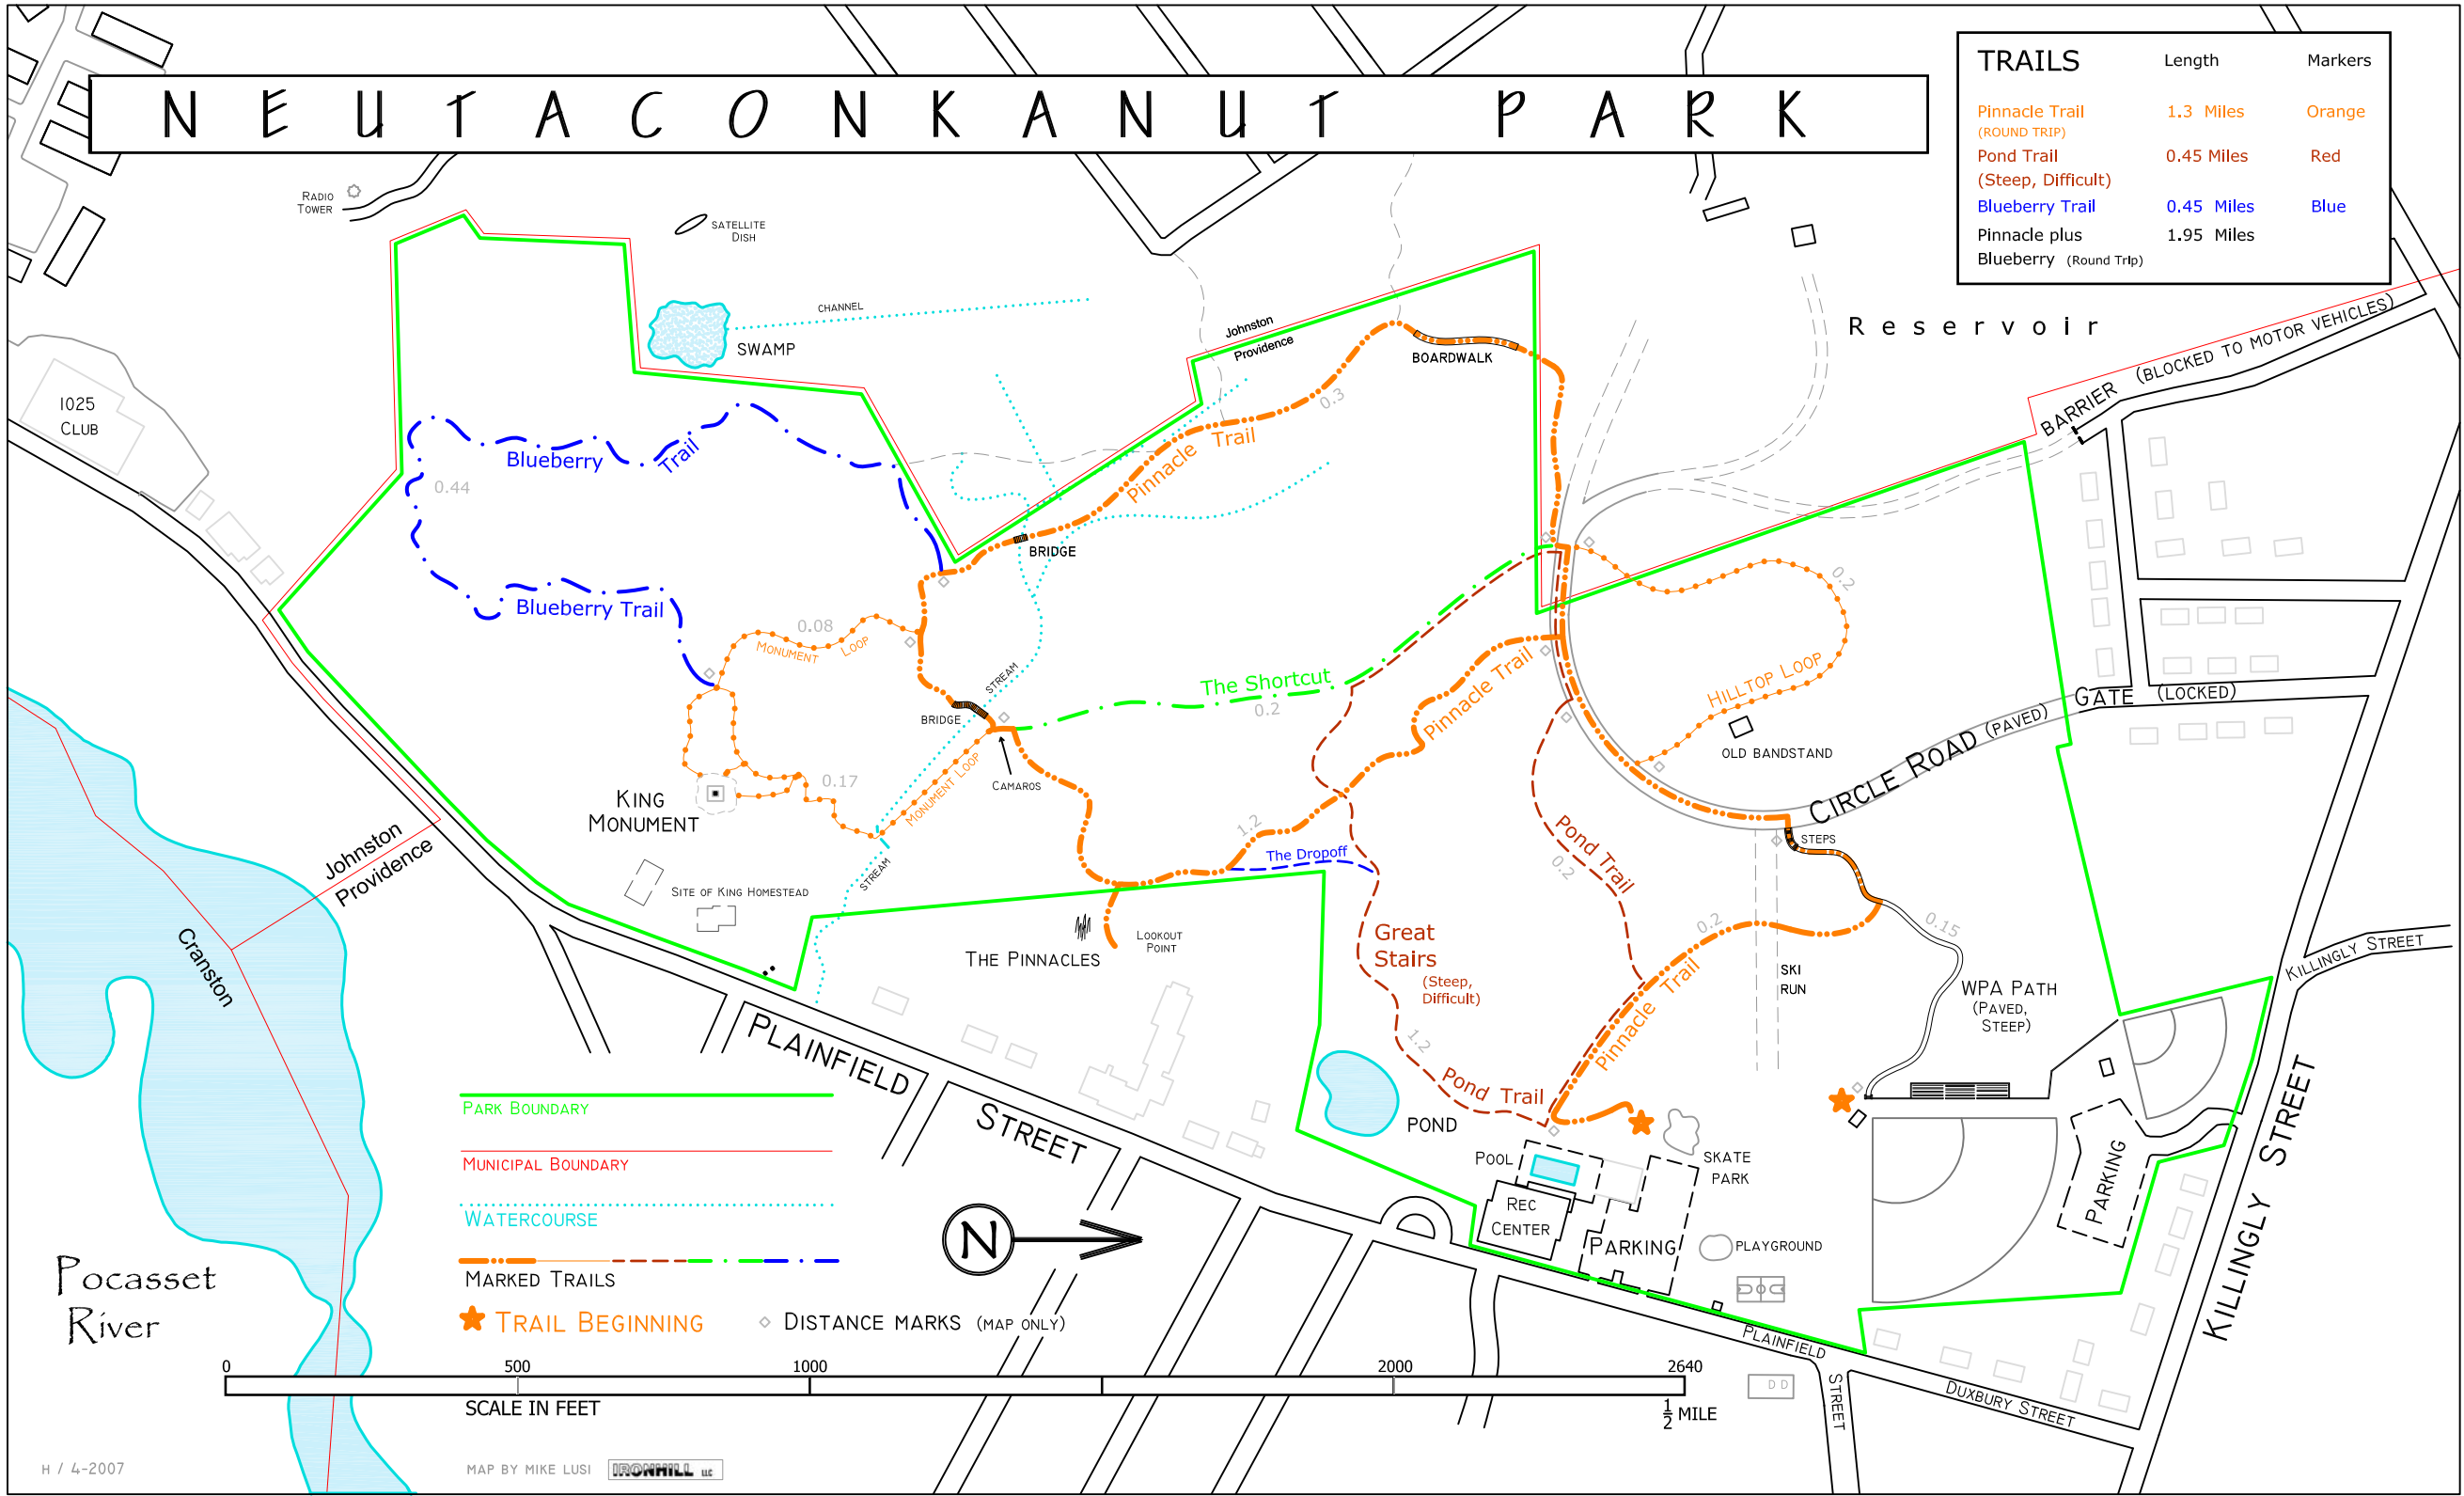 NEUTACONKANUT PARK
TRAILS Length Markers
Pinnacle Trail 1.3 Miles Orange
(ROUND TRIP)
Pond Trail 0.45 Miles Red
(Steep, Difficult)
Blueberry Trail 0.45 Miles Blue
Pinnacle plus 1.95 Miles
Blueberry (Round Trip)
RADIO
TOWER
SATELLITE
DISH
CHANNEL
SWAMP
Johnston
Providence
BOARDWALK
Reservoir
BARRIER (BLOCKED TO MOTOR VEHICLES)
1025
CLUB
Blueberry Trail
0.44
Pinnacle Trail
0.3
BRIDGE
Blueberry Trail
0.08
MONUMENT LOOP
STREAM
BRIDGE
The Shortcut
0.2
Pinnacle Trail
0.2
HILLTOP LOOP
OLD BANDSTAND
GATE (LOCKED)
CIRCLE ROAD (PAVED)
CAMAROS
MONUMENT LOOP
0.17
KING
MONUMENT
Johnston
Providence
1.2
The Dropoff
Pond Trail
0.2
STEPS
STREAM
SITE OF KING HOMESTEAD
THE PINNACLES
LOOKOUT
POINT
Great
Stairs
(Steep,
Difficult)
0.2
Pinnacle Trail
0.15
SKI
RUN
WPA PATH
(PAVED,
STEEP)
KILLINGLY STREET
Cranston
PLAINFIELD
STREET
1.2
Pond Trail
POND
POOL
SKATE
PARK
REC
CENTER
PARKING
PLAYGROUND
PARKING
KILLINGLY STREET
PARK BOUNDARY
MUNICIPAL BOUNDARY
WATERCOURSE
MARKED TRAILS
TRAIL BEGINNING
DISTANCE MARKS (MAP ONLY)
N
Pocasset
River
PLAINFIELD
STREET
D D
DUXBURY STREET
0 500 1000 2000 2640
SCALE IN FEET
1/2 MILE
H / 4-2007
MAP BY MIKE LUSI IRONHILL LLC